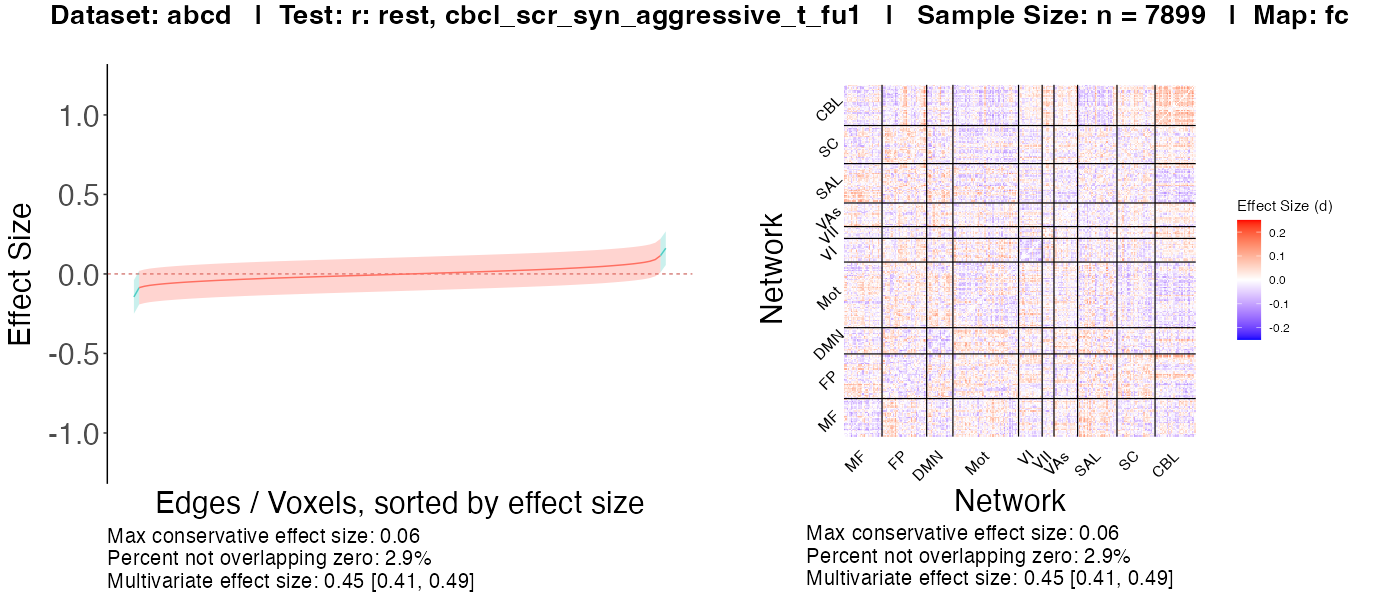 Dataset: abcd | Test: r: rest, cbcl_scr_syn_aggressive_t_fu1 | Sample Size: n = 7899 | Map: fc
Effect Size
1.0
0.5
0.0
-0.5
-1.0
Edges / Voxels, sorted by effect size
Max conservative effect size: 0.06
Percent not overlapping zero: 2.9%
Multivariate effect size: 0.45 [0.41, 0.49]
Network
CBL
SC
SAL
VAs
VII
VI
Mot
DMN
FP
MF
MF
FP
DMN
Mot
VI
VII
VAs
SAL
SC
CBL
Network
Effect Size (d)
0.2
0.1
0.0
-0.1
-0.2
Max conservative effect size: 0.06
Percent not overlapping zero: 2.9%
Multivariate effect size: 0.45 [0.41, 0.49]